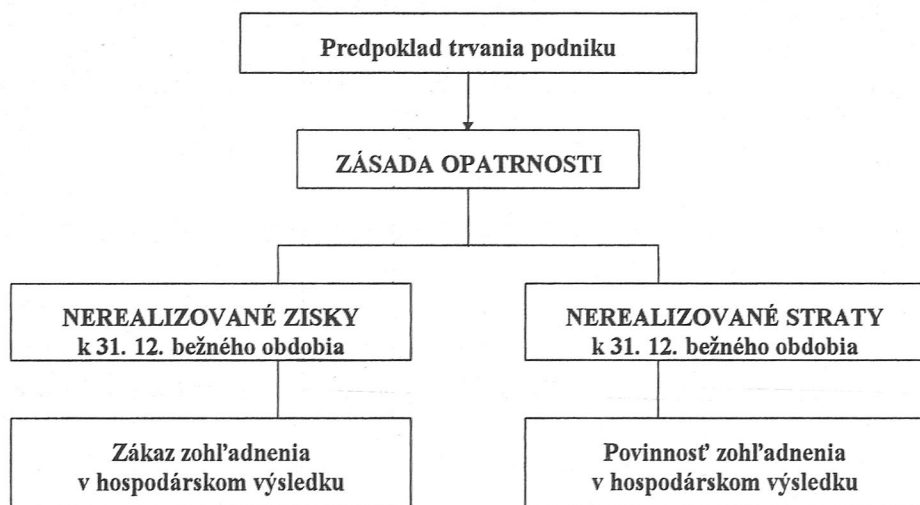 Predpoklad trvania podniku
ZÁSADA OPATRNOSTI
NEREALIZOVANÉ ZISKY
k 31. 12. bežného obdobia
NEREALIZOVANÉ STRATY
k 31. 12. bežného obdobia
Zákaz zohľadnenia
v hospodárskom výsledku
Povinnosť zohľadnenia
v hospodárskom výsledku